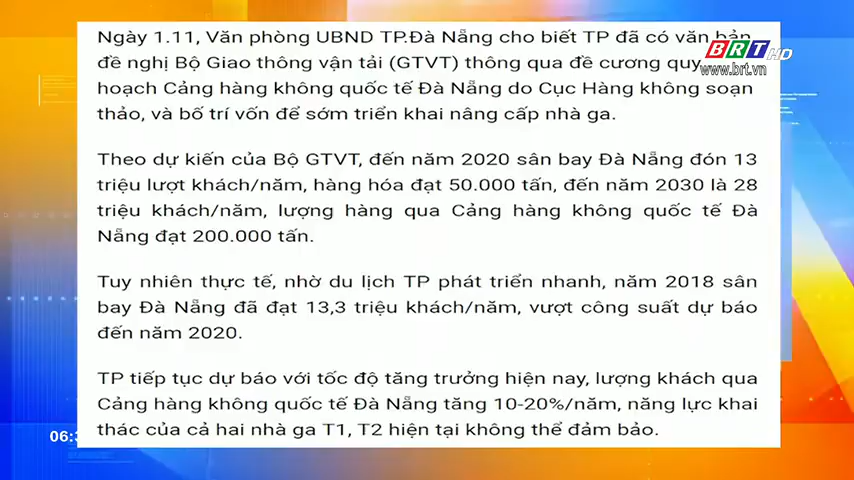 Ngày 1.11, Văn phòng UBND TP.Đà Nẵng cho biết TP đã có văn bản
đề nghị Bộ Giao thông vận tải (GTVT) thông qua đề cương quy
hoạch Cảng hàng không quốc tế Đà Nẵng do Cục Hàng không soạn
thảo, và bố trí vốn để sớm triển khai nâng cấp nhà ga.
BRT HD
www.brt.vn
Theo dự kiến của Bộ GTVT, đến năm 2020 sân bay Đà Nẵng đón 13
triệu lượt khách/năm, hàng hóa đạt 50.000 tấn, đến năm 2030 là 28
triệu khách/năm, lượng hàng qua Cảng hàng không quốc tế Đà
Nẵng đạt 200.000 tấn.
Tuy nhiên thực tế, nhờ du lịch TP phát triển nhanh, năm 2018 sân
bay Đà Nẵng đã đạt 13,3 triệu khách/năm, vượt công suất dự báo
đến năm 2020.
TP tiếp tục dự báo với tốc độ tăng trưởng hiện nay, lượng khách qua
Cảng hàng không quốc tế Đà Nẵng tăng 10-20%/năm, năng lực khai
thác của cả hai nhà ga T1, T2 hiện tại không thể đảm bảo.